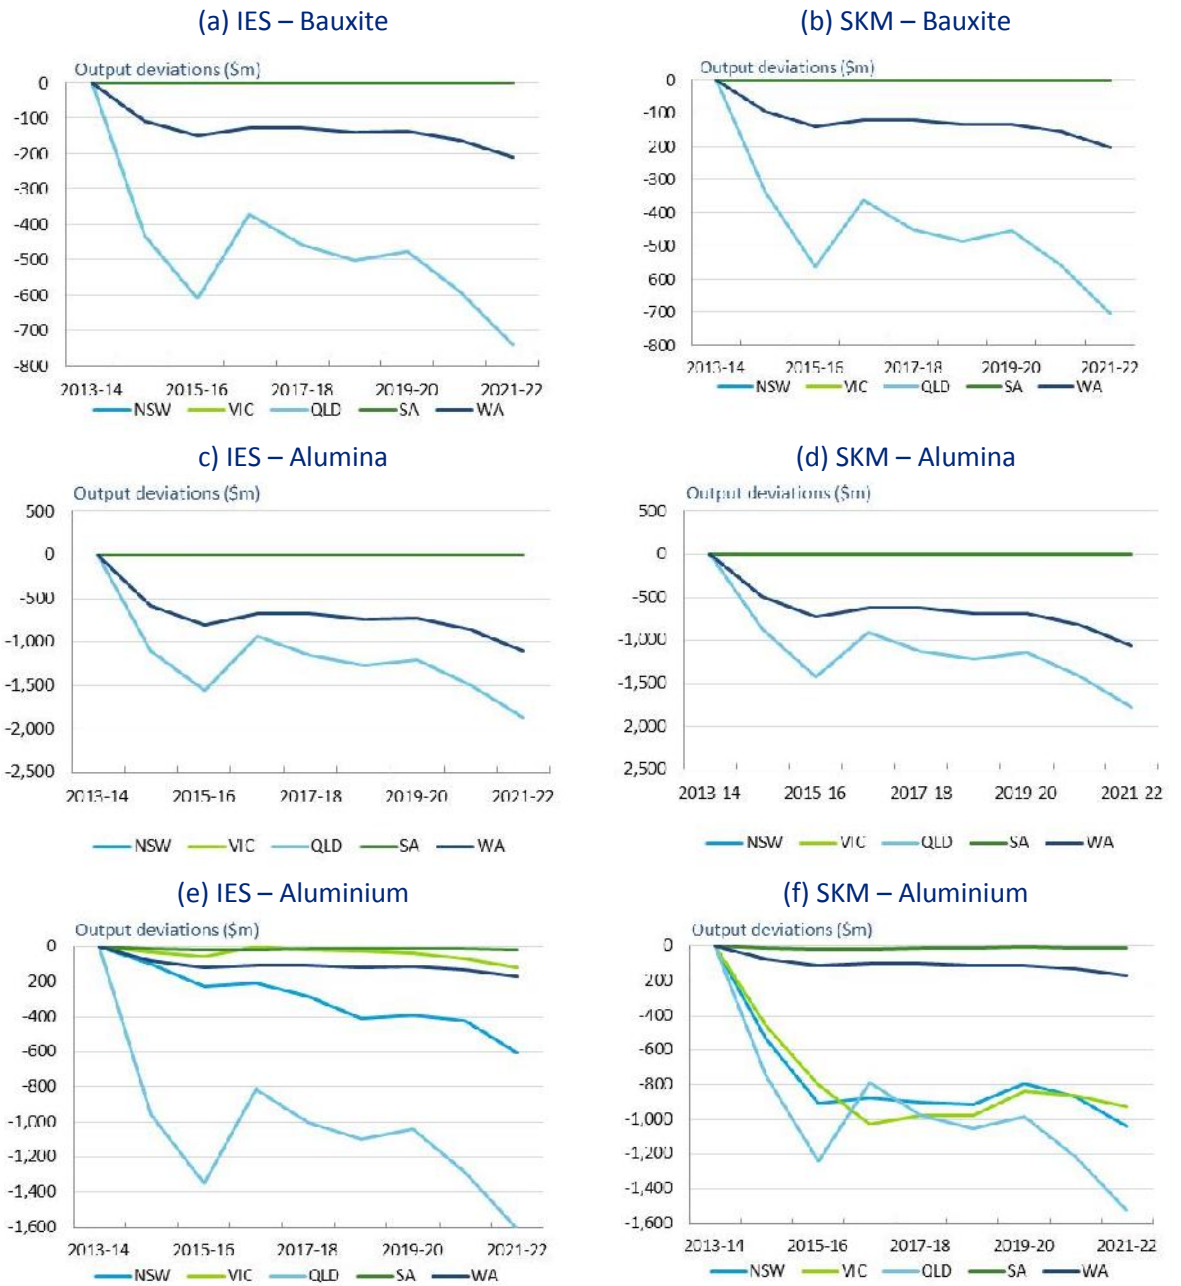 (a) IES – Bauxite
Output deviations ($m)
0
-100
-200
-300
-400
-500
-600
-700
-800
2013-14 2015-16 2017-18 2019-20 2021-22
NSW VIC QLD SA WA
(b) SKM – Bauxite
Output deviations ($m)
0
-100
200
-300
-400
-500
-600
-700
-800
2013-14 2015-16 2017-18 2019-20 2021-22
NSW VIC QLD SA WA
c) IES – Alumina
Output deviations ($m)
500
0
-500
-1,000
-1,500
-2,000
-2,500
2013-14 2015-16 2017-18 2019-20 2021-22
NSW VIC QLD SA WA
(d) SKM – Alumina
Output deviations ($m)
500
0
-500
-1,000
-1,500
2,000
2,500
2013 14 2015 16 2017 18 2019 20 2021 22
NSW VIC QLD SA WA
(e) IES – Aluminium
Output deviations ($m)
0
200
-400
-600
-800
-1,000
-1,200
-1,400
-1,600
2013-14 2015-16 2017-18 2019-20 2021-22
NSW VIC QLD SA WA
(f) SKM – Aluminium
Output deviations ($m)
0
200
-400
-600
-800
-1,000
-1,200
-1,400
-1,600
2013-14 2015-16 2017-18 2019-20 2021-22
NSW VIC QLD SA WA